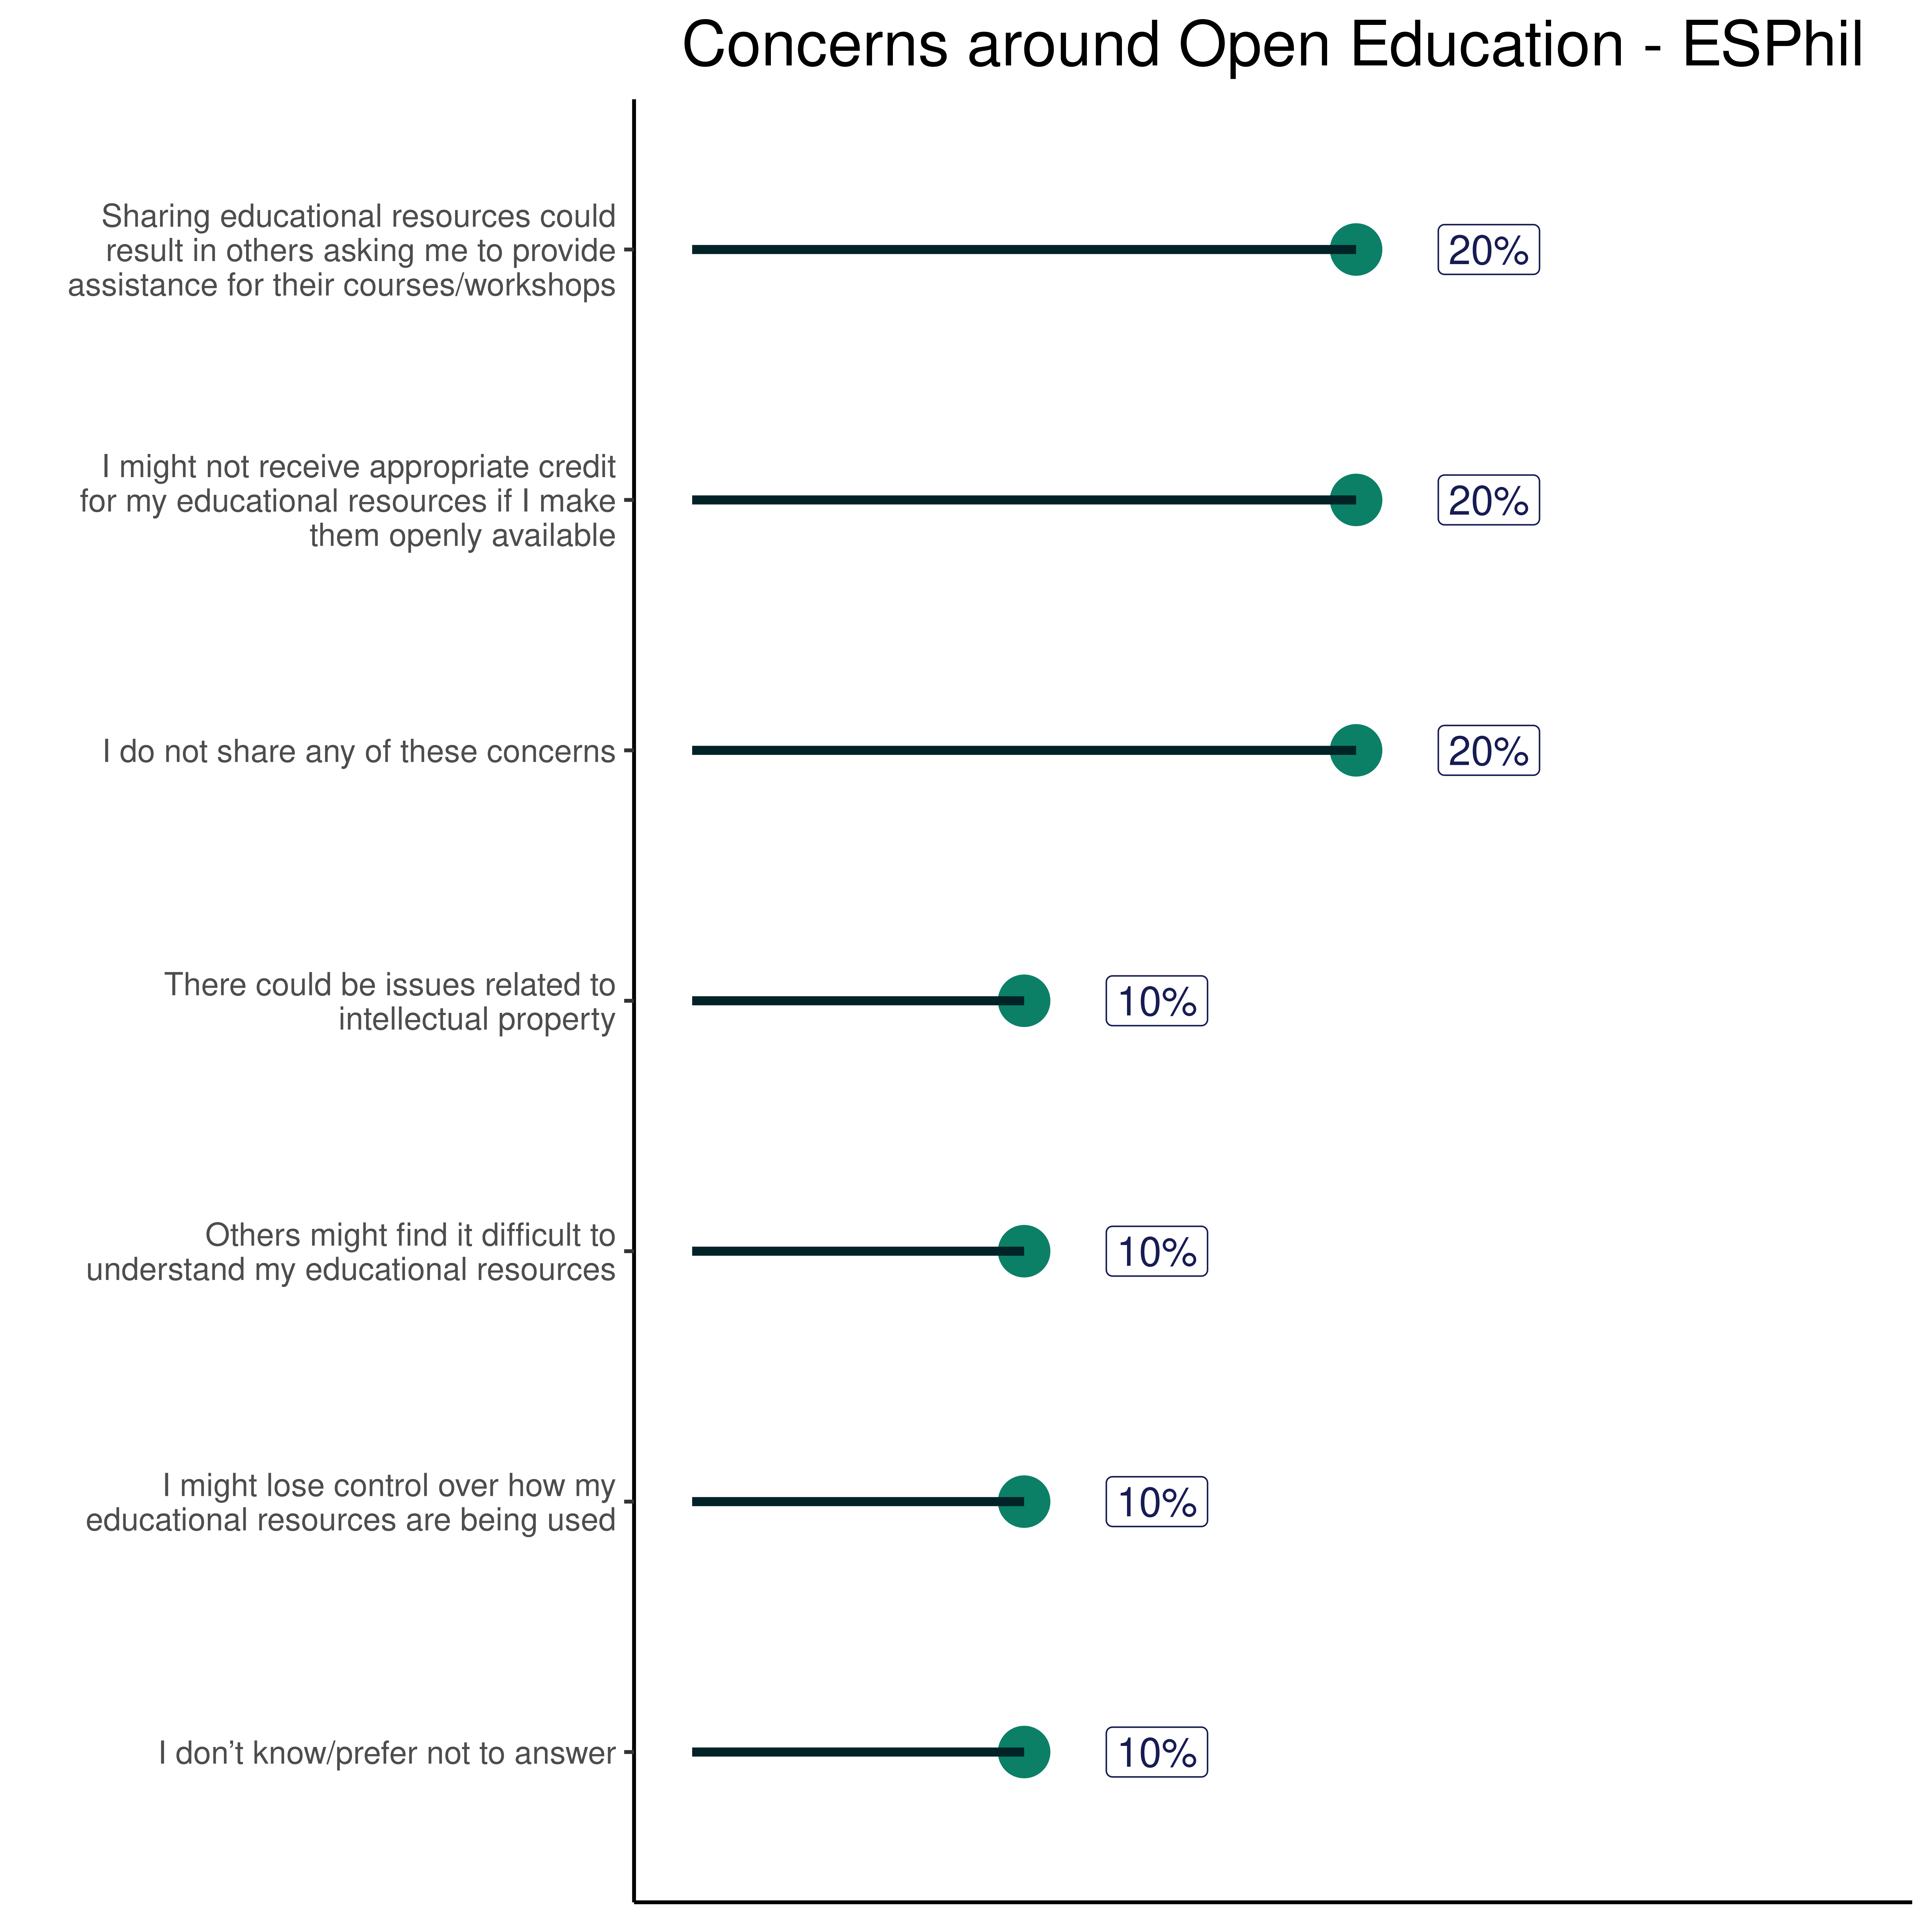 Concerns around Open Education - ESPhil
Sharing educational resources could
result in others asking me to provide
assistance for their courses/workshops
20%
I might not receive appropriate credit
for my educational resources if I make
them openly available
20%
I do not share any of these concerns
20%
There could be issues related to
intellectual property
10%
Others might find it difficult to
understand my educational resources
10%
I might lose control over how my
educational resources are being used
10%
I don’t know/prefer not to answer
10%